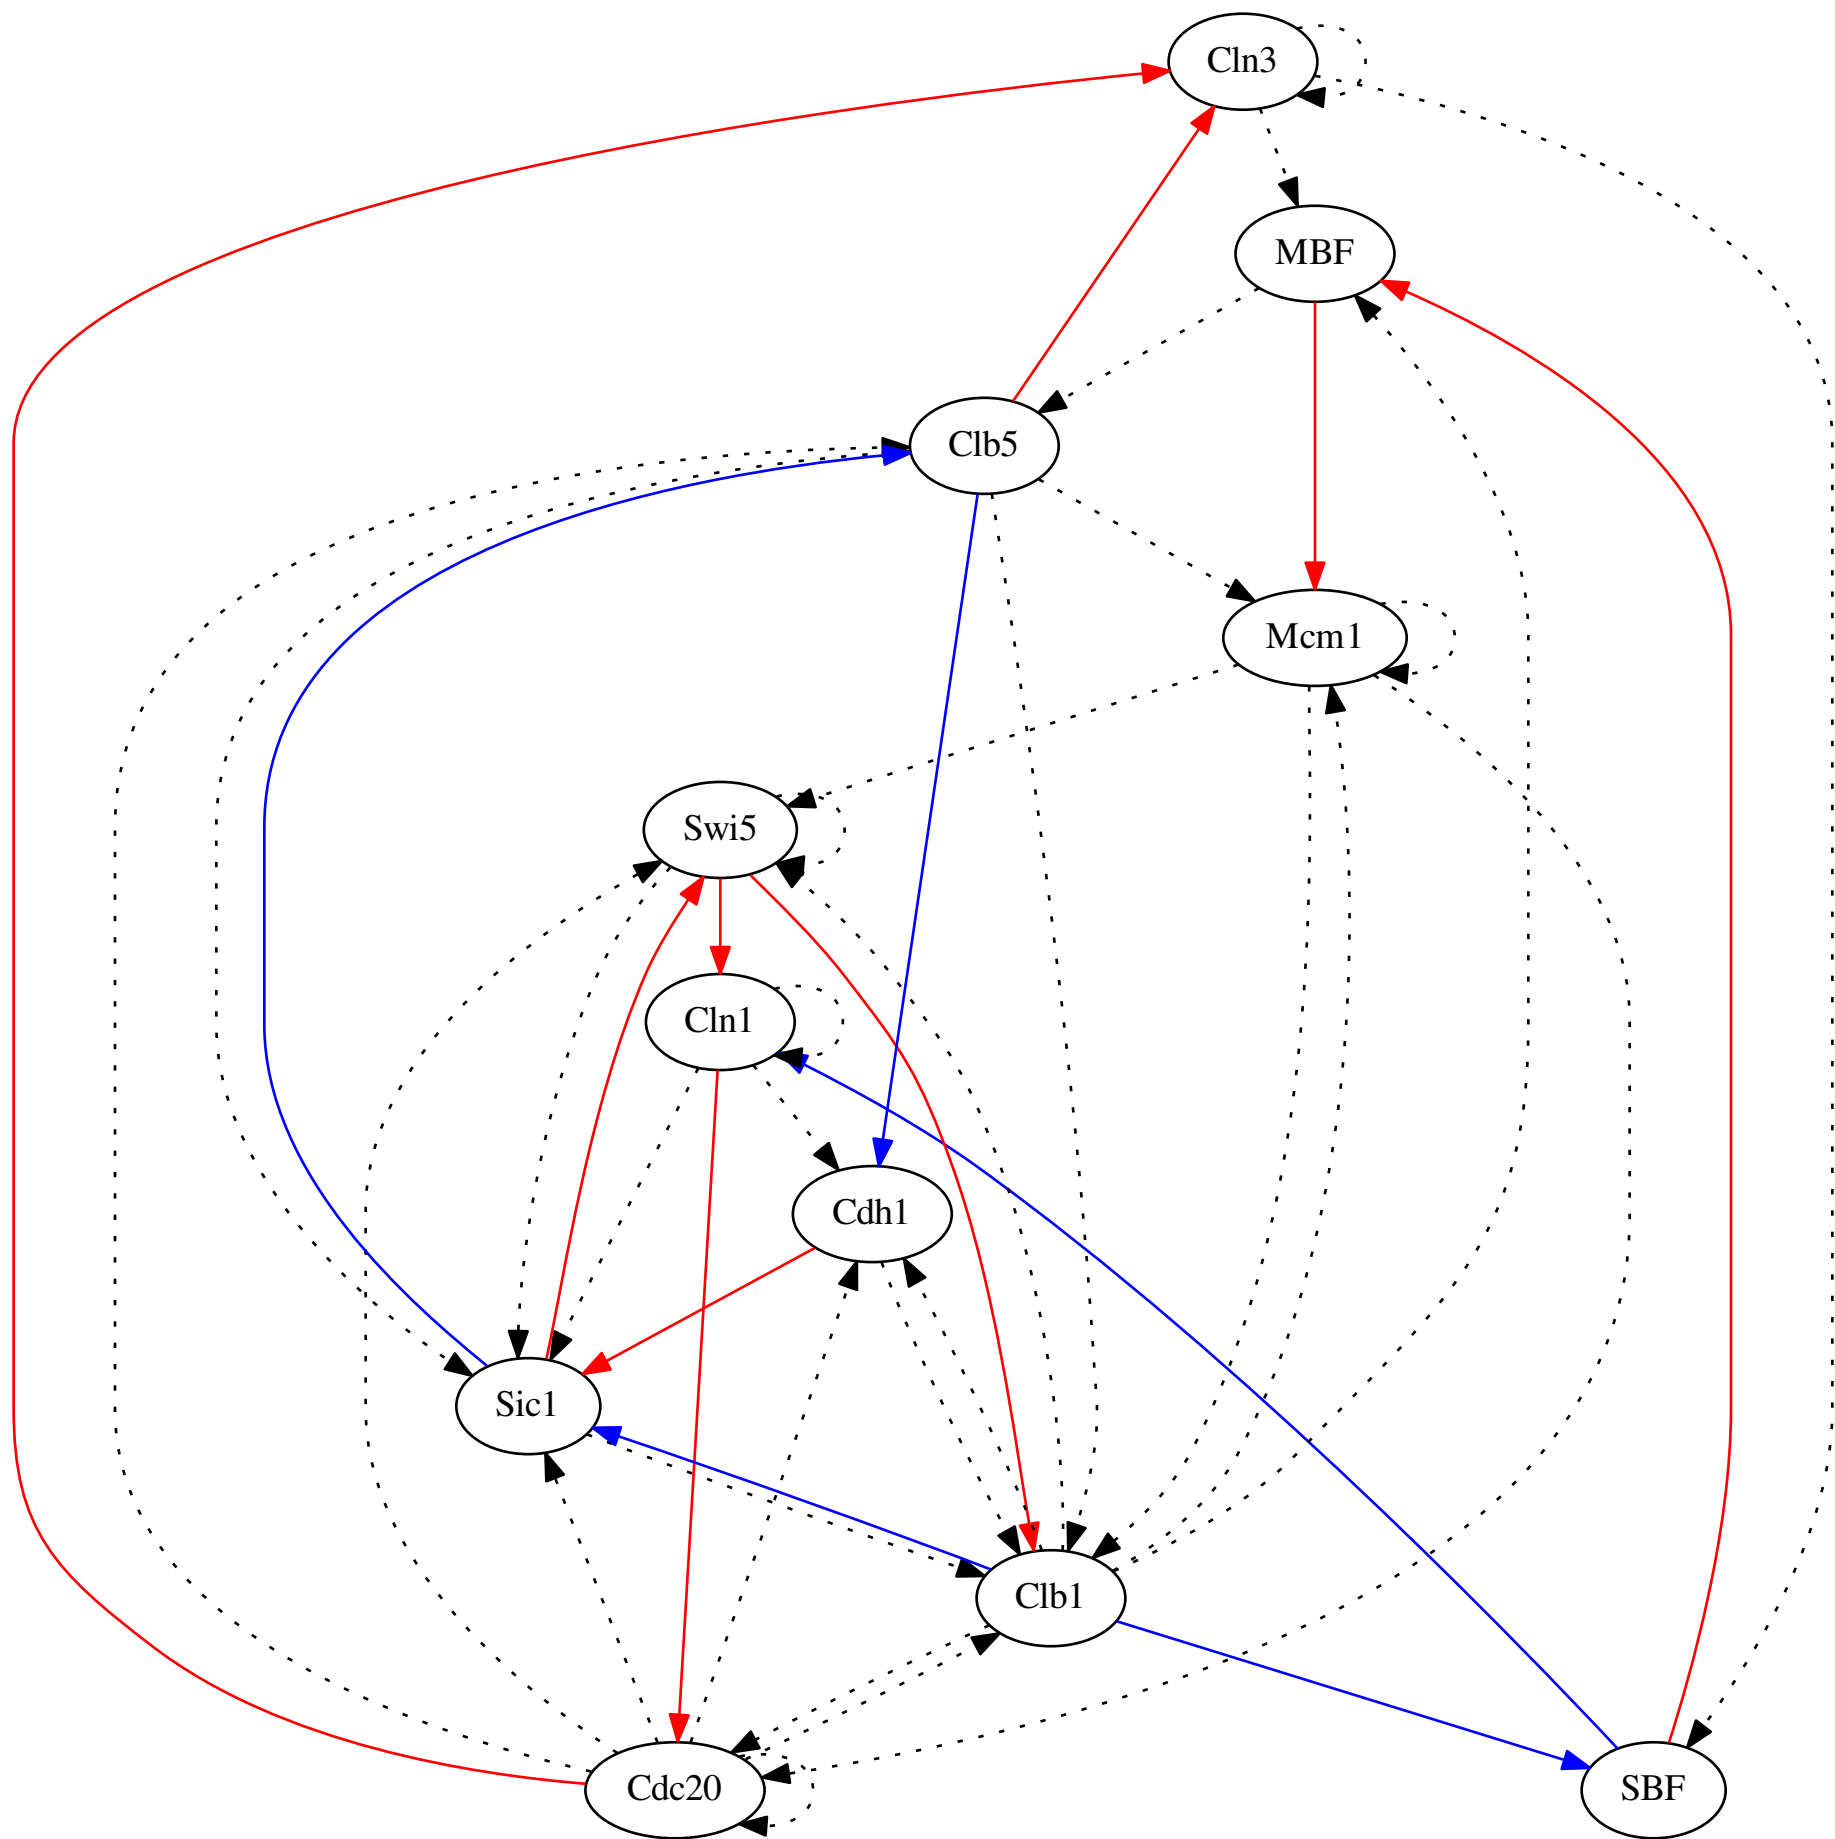 Cln3
MBF
Clb5
Mcm1
Swi5
Cln1
Cdh1
Sic1
Clb1
Cdc20
SBF